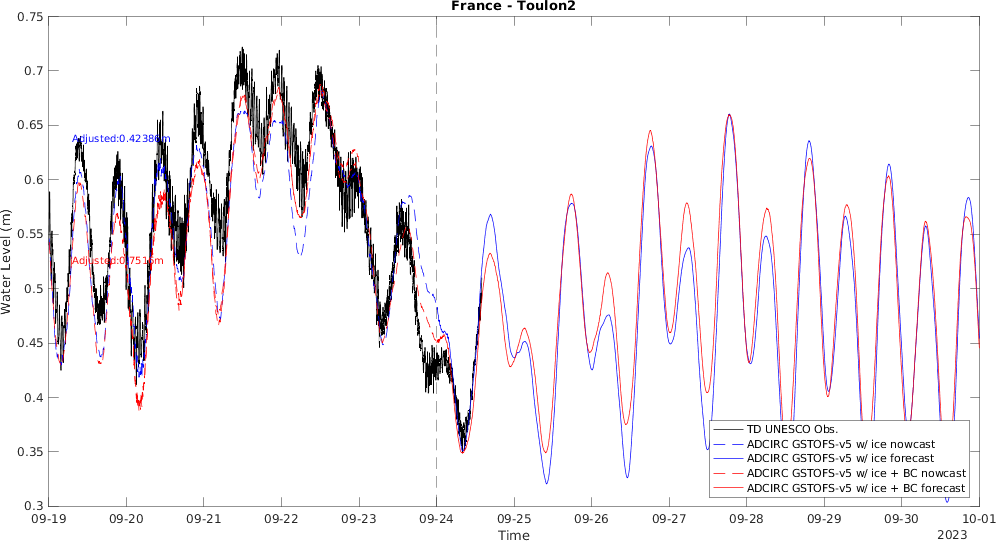 France - Toulon2
0.75
0.7
0.65
0.6
0.55
0.5
0.45
0.4
0.35
0.3
Water Level (m)
Adjusted:0.42386m
TD UNESCO Obs.
ADCIRC GSTOFS-v5 w/ ice nowcast
ADCIRC GSTOFS-v5 w/ ice forecast
ADCIRC GSTOFS-v5 w/ ice + BC nowcast
ADCIRC GSTOFS-v5 w/ ice + BC forecast
09-19 09-20 09-21 09-22 09-23 09-24 09-25 09-26 09-27 09-28 09-29 09-30 10-01
Time
2023